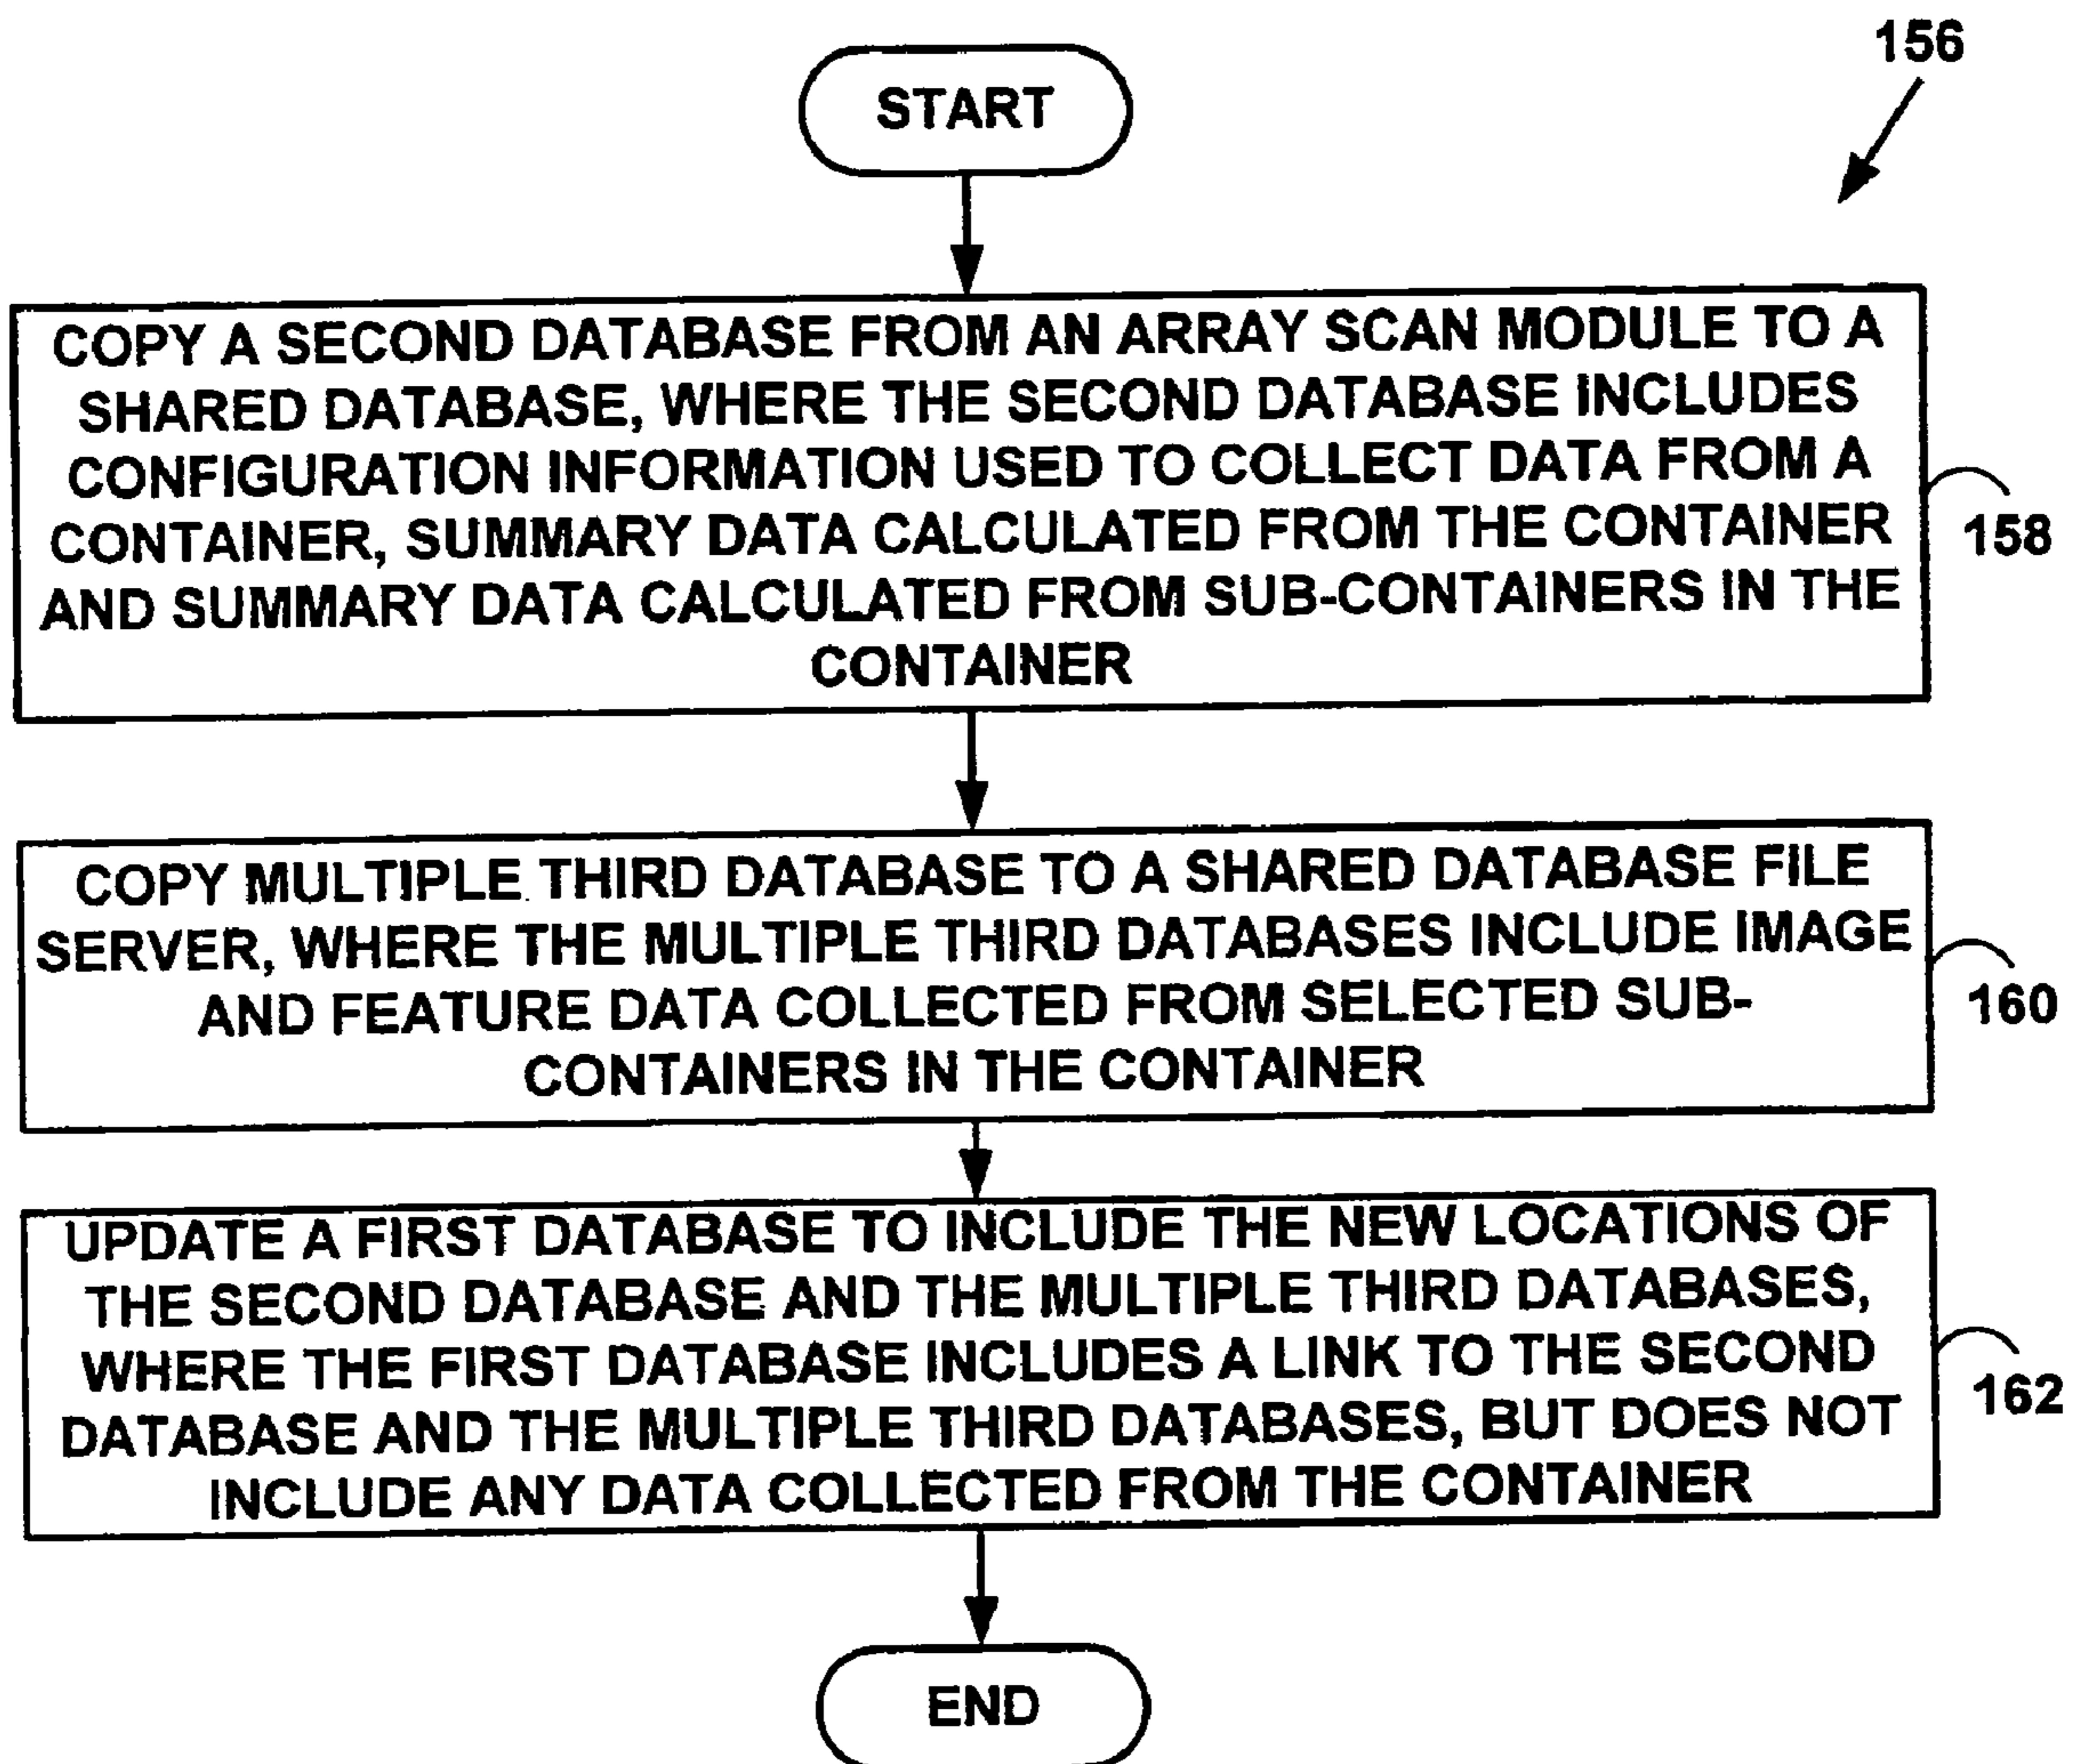 156
START
COPY A SECOND DATABASE FROM AN ARRAY SCAN MODULE TO A
SHARED DATABASE, WHERE THE SECOND DATABASE INCLUDES
CONFIGURATION INFORMATION USED TO COLLECT DATA FROM A
CONTAINER, SUMMARY DATA CALCULATED FROM THE CONTAINER
AND SUMMARY DATA CALCULATED FROM SUB-CONTAINERS IN THE
CONTAINER
158
COPY MULTIPLE THIRD DATABASE TO A SHARED DATABASE FILE
SERVER, WHERE THE MULTIPLE THIRD DATABASES INCLUDE IMAGE
AND FEATURE DATA COLLECTED FROM SELECTED SUB-
CONTAINERS IN THE CONTAINER
160
UPDATE A FIRST DATABASE TO INCLUDE THE NEW LOCATIONS OF
THE SECOND DATABASE AND THE MULTIPLE THIRD DATABASES,
WHERE THE FIRST DATABASE INCLUDES A LINK TO THE SECOND
DATABASE AND THE MULTIPLE THIRD DATABASES, BUT DOES NOT
INCLUDE ANY DATA COLLECTED FROM THE CONTAINER
162
END